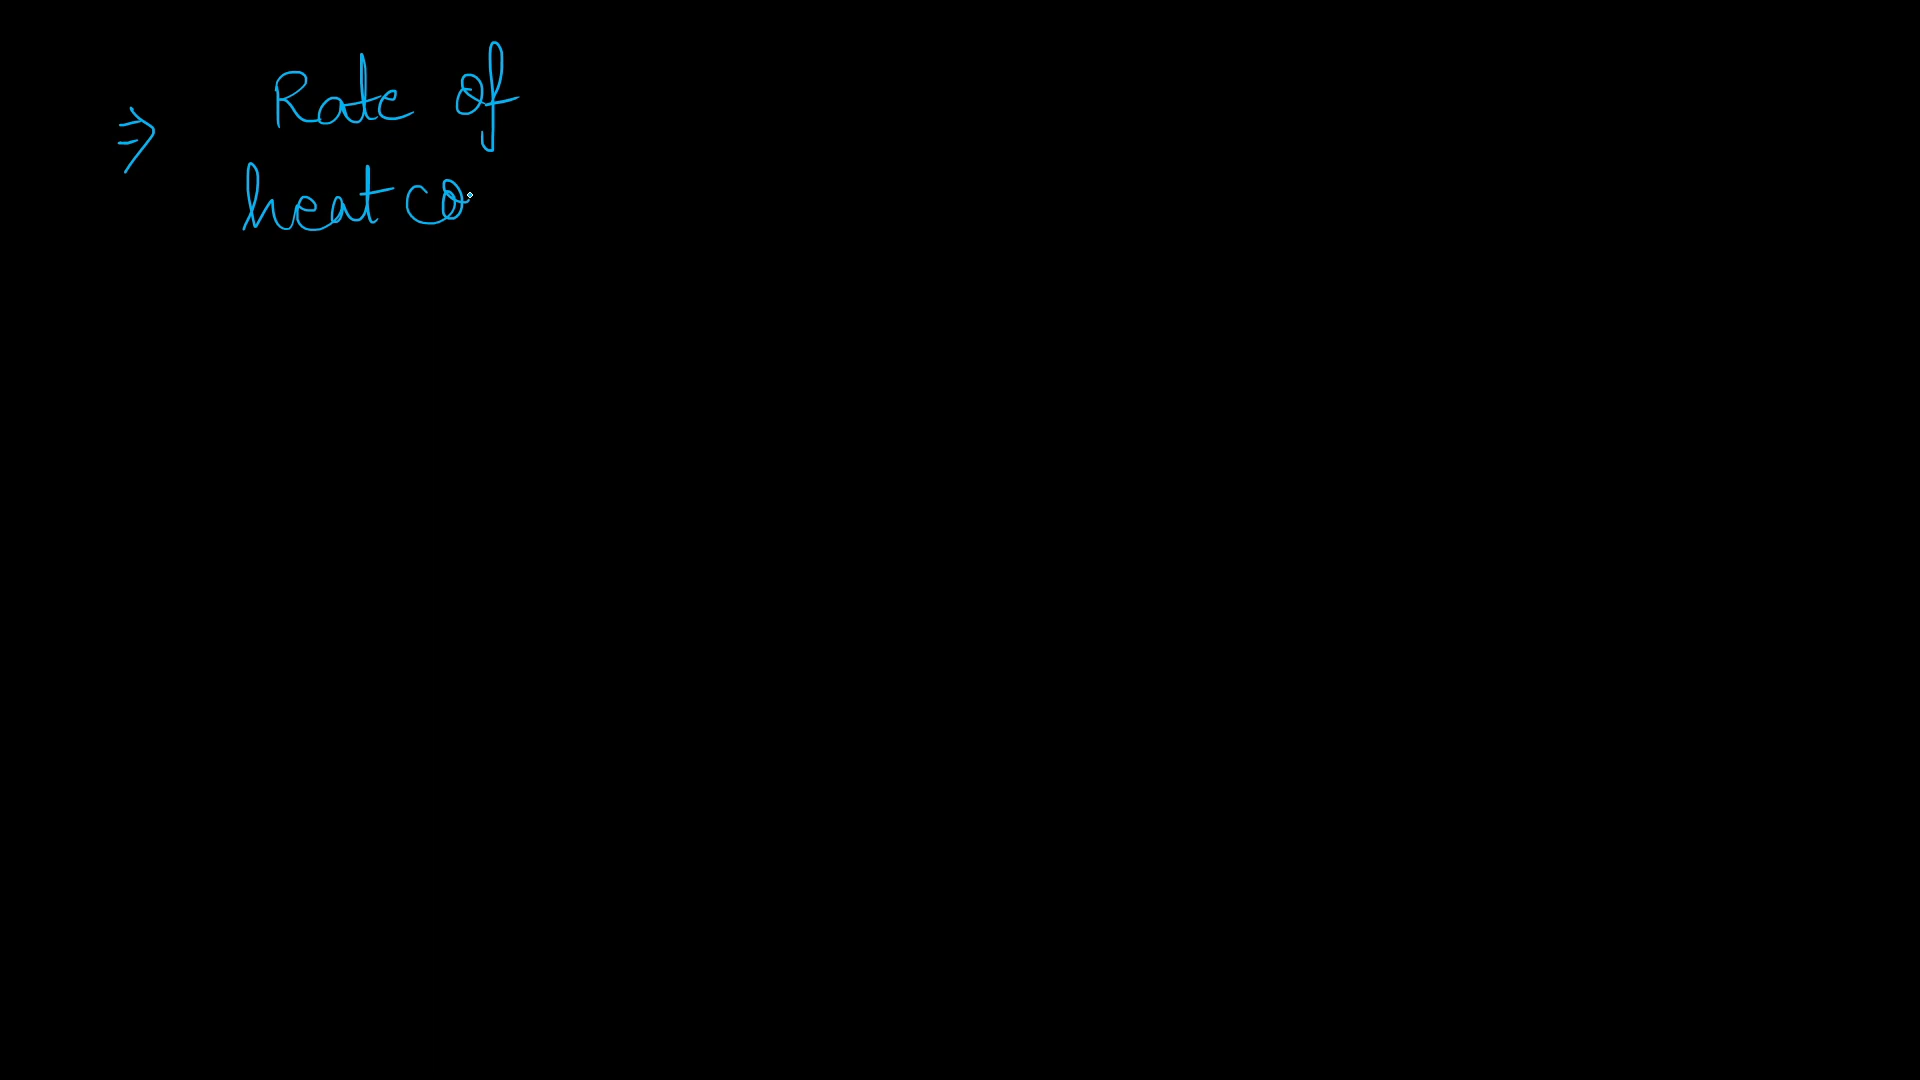 ⇒ Rate of
heat co